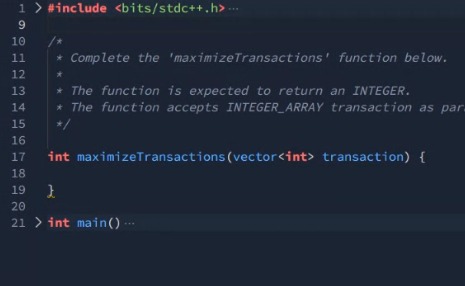 1 > #include <bits/stdc++.h> ...
9
10 /*
11  * Complete the 'maximizeTransactions' function below.
12  *
13  * The function is expected to return an INTEGER.
14  * The function accepts INTEGER_ARRAY transaction as par
15  */
16
17 int maximizeTransactions(vector<int> transaction) {
18
19 }
20
21 > int main() ...